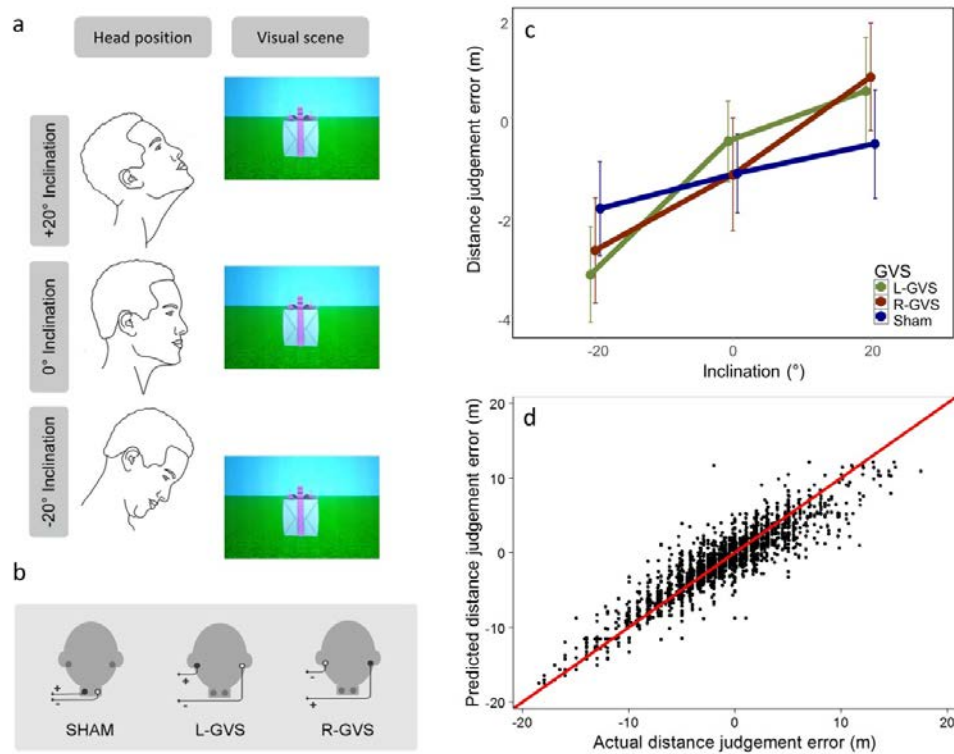 a
Head position
Visual scene
+20° Inclination
0° Inclination
-20° Inclination
b
+
-
SHAM
+
-
L-GVS
-
+
R-GVS
c
Distance judgement error (m)
2
0
-2
-4
GVS
L-GVS
R-GVS
Sham
-20
0
20
Inclination (°)
d
Predicted distance judgement error (m)
20
10
0
-10
-20
-20
-10
0
10
20
Actual distance judgement error (m)